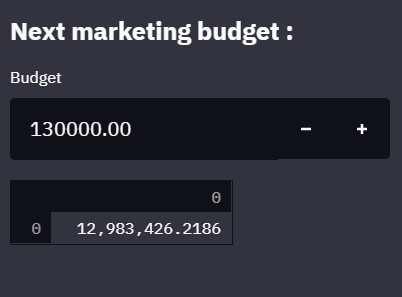 Next marketing budget :
Budget
130000.00 − +
0
0 12,983,426.2186